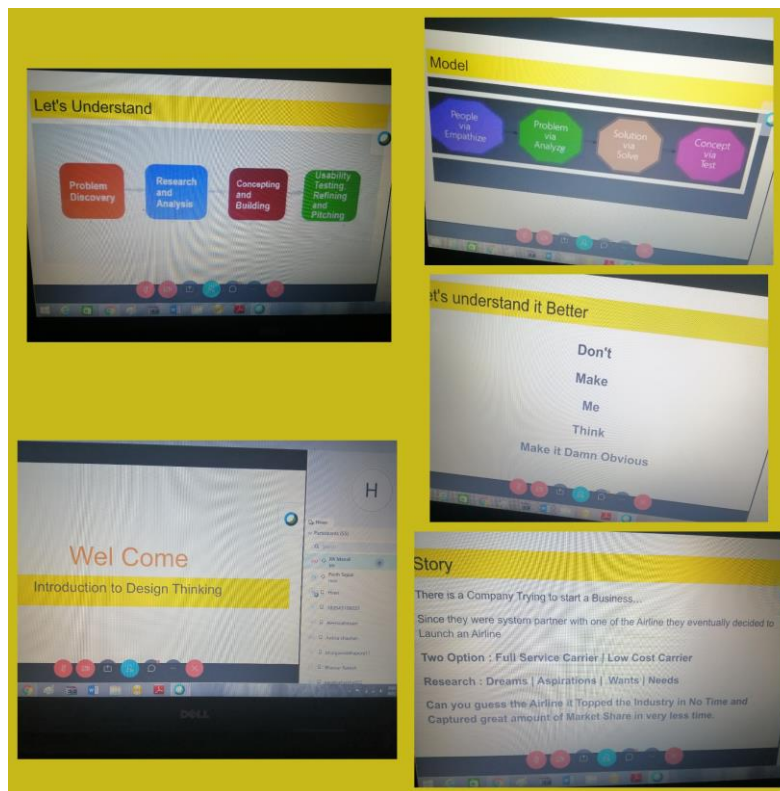 Let's Understand
Problem
Discovery
Research
and
Analysis
Concepting
and
Building
Usability
Testing,
Refining
and
Pitching
Model
People
via
Empathize
Problem
via
Analyze
Solution
via
Solve
Concept
via
Test
et's understand it Better
Don't
Make
Me
Think
Make it Damn Obvious
Wel Come
Introduction to Design Thinking
H
DELL
Story
There is a Company Trying to start a Business...
Since they were system partner with one of the Airline they eventually decided to
Launch an Airline
Two Option : Full Service Carrier | Low Cost Carrier
Research : Dreams | Aspirations | Wants | Needs
Can you guess the Airline it Topped the Industry in No Time and
Captured great amount of Market Share in very less time.